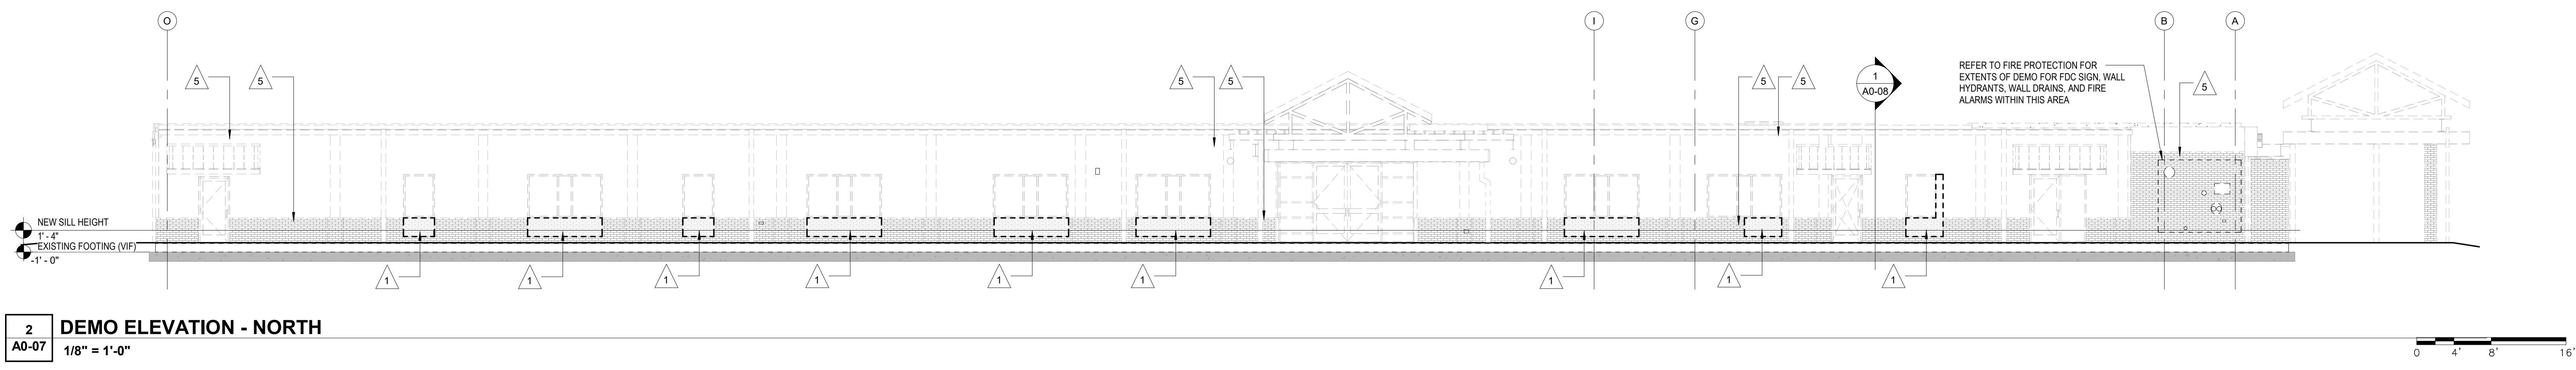 O
I
G
B
A
5
5
5
5
5
5
1
A0-08
REFER TO FIRE PROTECTION FOR
EXTENTS OF DEMO FOR FDC SIGN, WALL
HYDRANTS, WALL DRAINS, AND FIRE
ALARMS WITHIN THIS AREA
5
NEW SILL HEIGHT
1' - 4"
EXISTING FOOTING (VIF)
-1' - 0"
1
1
1
1
1
1
1
1
1
2
A0-07
DEMO ELEVATION - NORTH
1/8" = 1'-0"
0 4' 8' 16'